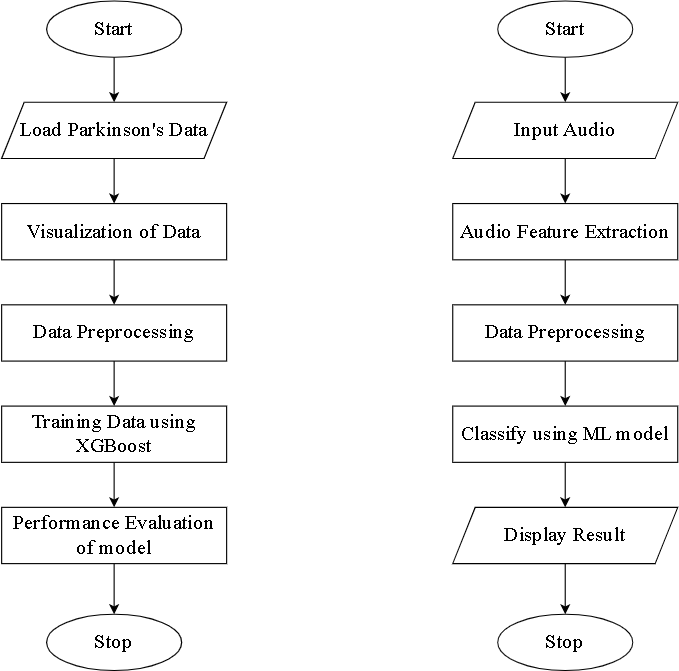 Start
Load Parkinson's Data
Visualization of Data
Data Preprocessing
Training Data using
XGBoost
Performance Evaluation
of model
Stop
Start
Input Audio
Audio Feature Extraction
Data Preprocessing
Classify using ML model
Display Result
Stop